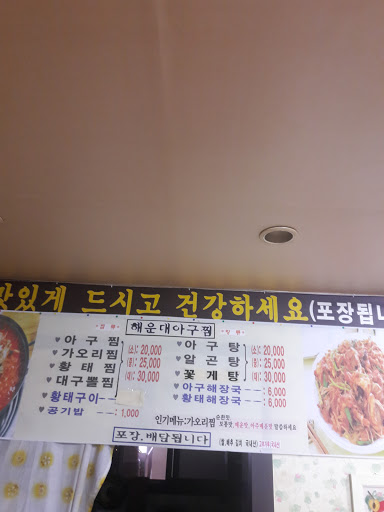 맛있게 드시고 건강하세요(포장됩니
해운대아구찜
♥아 구 찜
♥가오리찜
♥황 태 찜
♥대구뽈찜
(소) 20,000
(중) 25,000
(대) 30,000
♥황태구이
♥공기밥 -- 1,000
♥아 구 탕
♥알 곤 탕
♥꽃 게 탕
(소) 20,000
(중) 25,000
(대) 30,000
♥아구해장국 -- 6,000
♥황태해장국 -- 6,000
인기메뉴:가오리찜
포장.배달됩니다